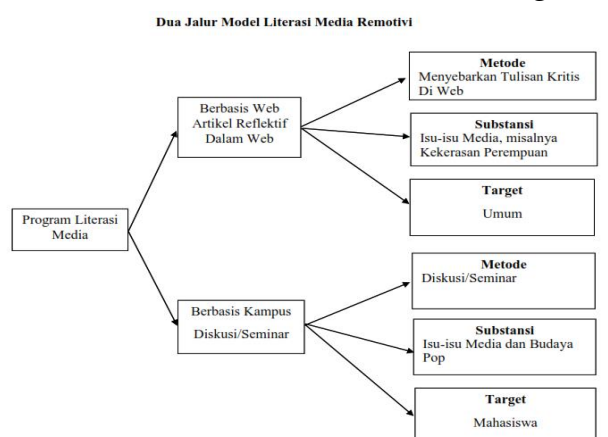 Dua Jalur Model Literasi Media Remotivi
Metode
Menyebarkan Tulisan Kritis
Di Web
Berbasis Web
Artikel Reflektif
Dalam Web
Substansi
Isu-isu Media, misalnya
Kekerasan Perempuan
Target
Umum
Program Literasi
Media
Metode
Diskusi/Seminar
Berbasis Kampus
Diskusi/Seminar
Substansi
Isu-isu Media dan Budaya
Pop
Target
Mahasiswa